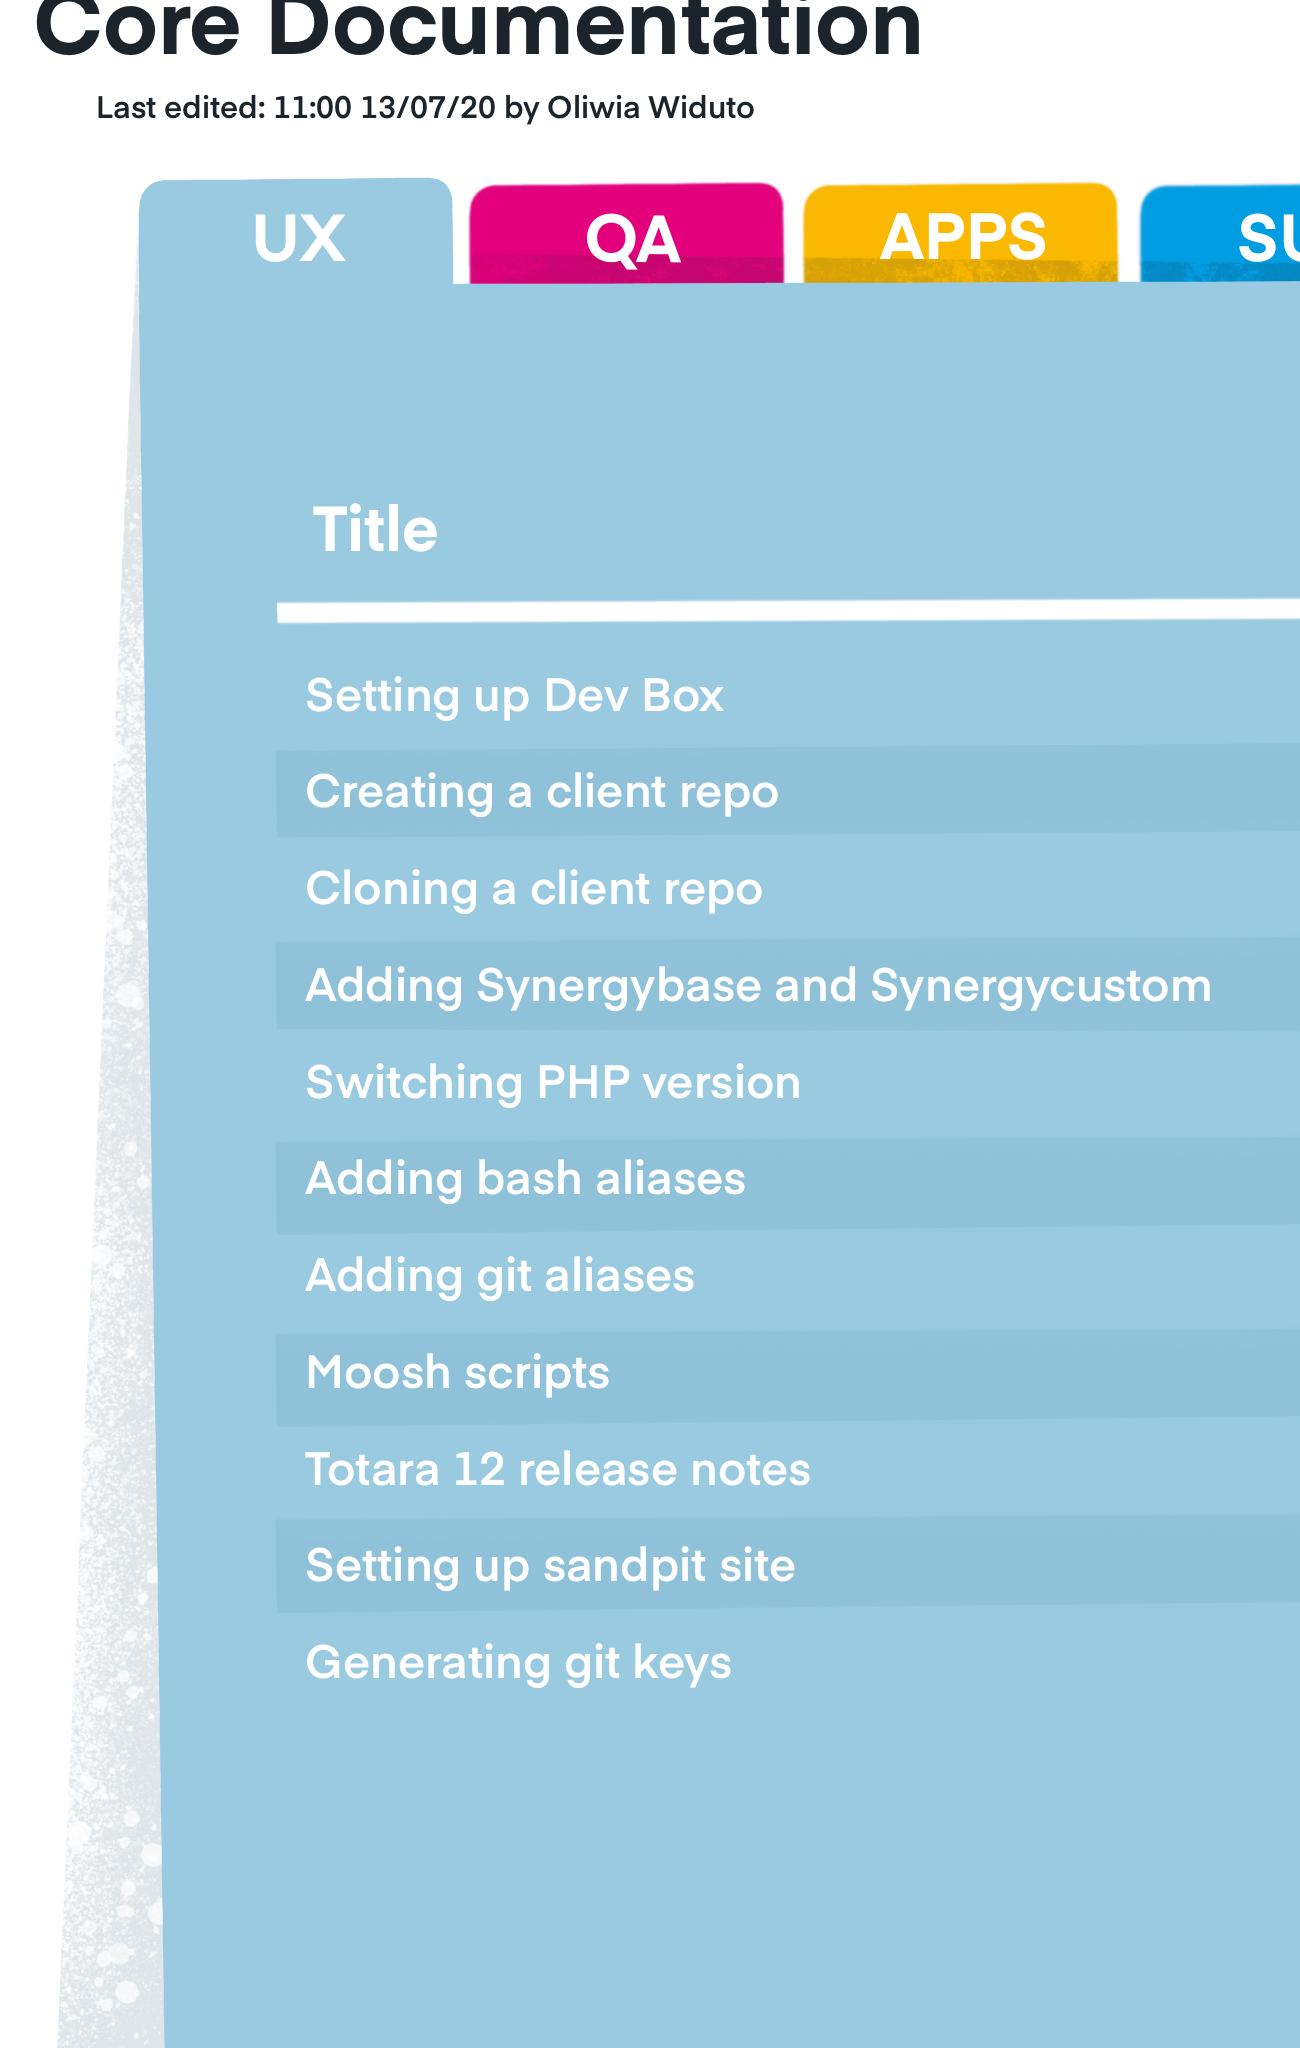 Core Documentation
Last edited: 11:00 13/07/20 by Oliwia Widuto
UX QA APPS
Title
Setting up Dev Box
Creating a client repo
Cloning a client repo
Adding Synergybase and Synergycustom
Switching PHP version
Adding bash aliases
Adding git aliases
Moosh scripts
Totara 12 release notes
Setting up sandpit site
Generating git keys